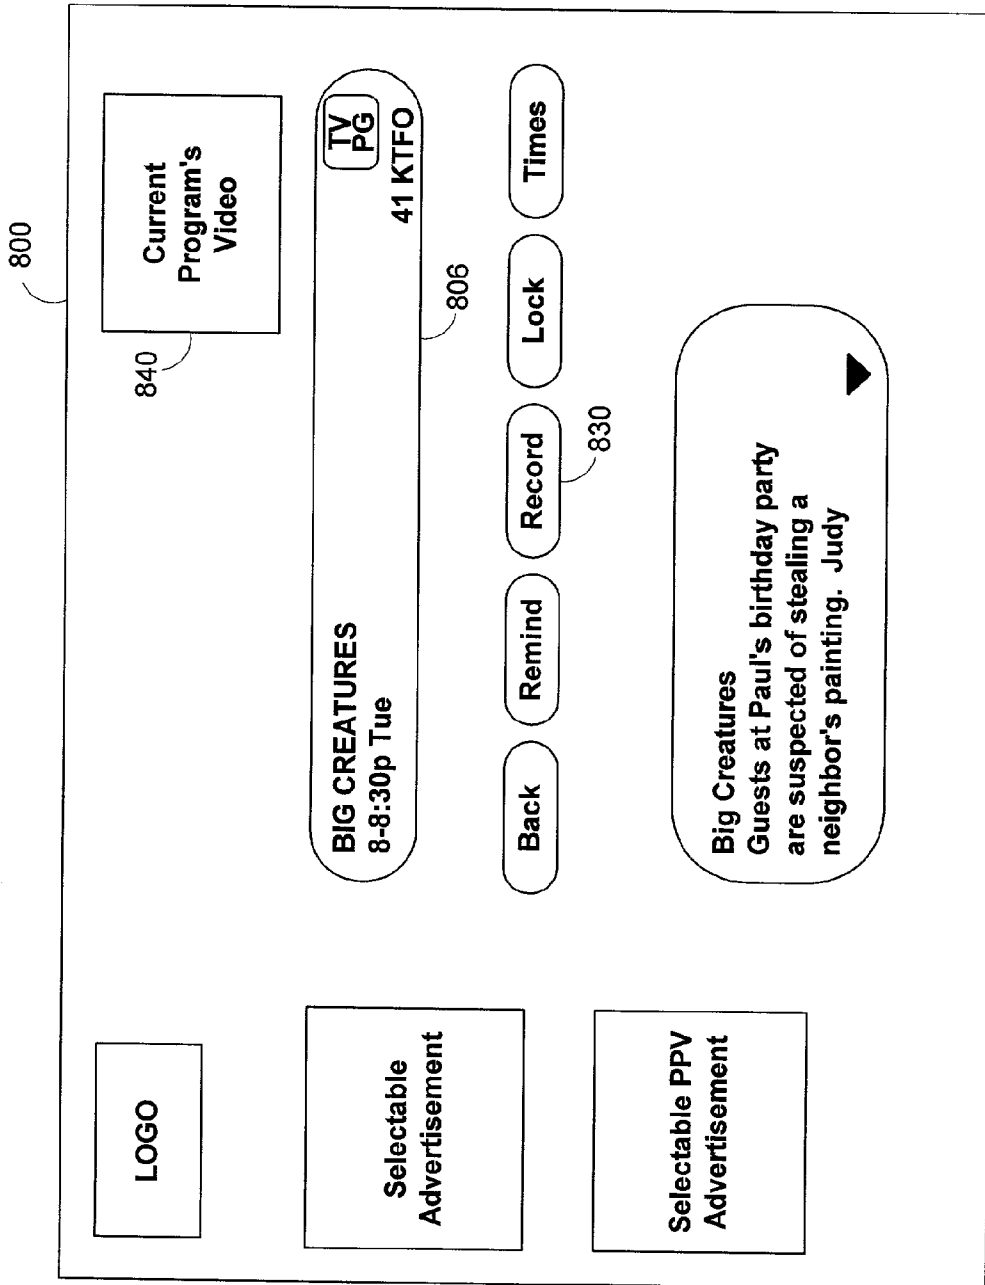 800
LOGO
Current
Program's
Video
840
Selectable
Advertisement
BIG CREATURES
8-8:30p Tue
TV
PG
41 KTFO
806
Back
Remind
Record
Lock
Times
830
Selectable PPV
Advertisement
Big Creatures
Guests at Paul's birthday party
are suspected of stealing a
neighbor's painting. Judy